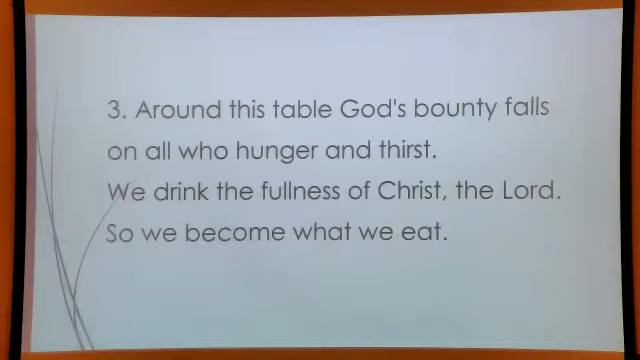 3. Around this table God's bounty falls
on all who hunger and thirst.
We drink the fullness of Christ, the Lord.
So we become what we eat.